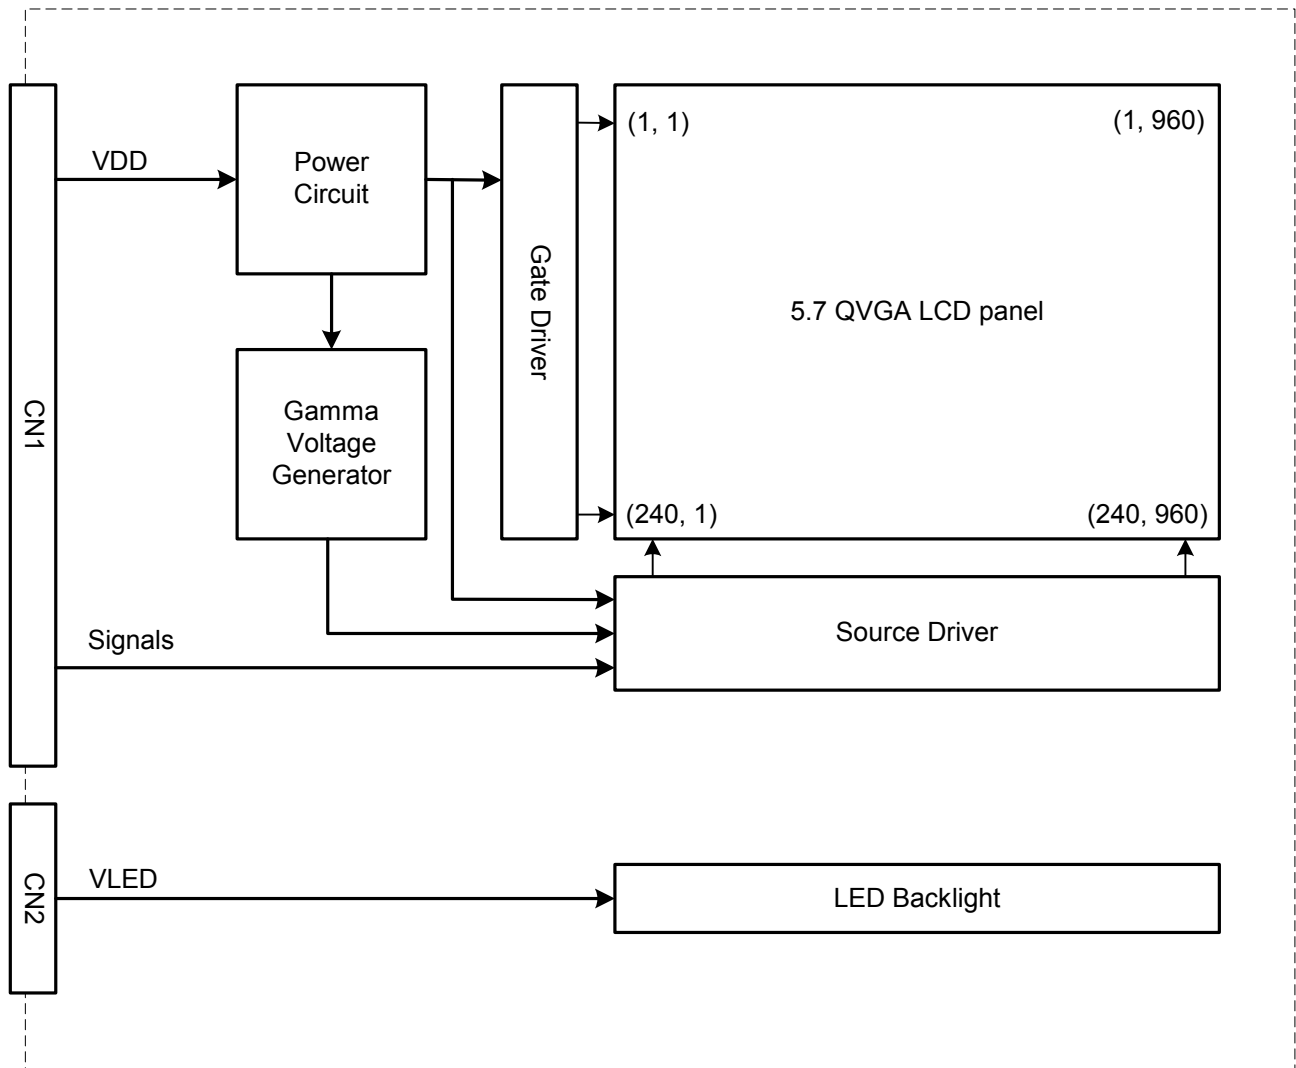 CN1
VDD
Power
Circuit
Gamma
Voltage
Generator
Gate Driver
(1, 1)
(1, 960)
5.7 QVGA LCD panel
(240, 1)
(240, 960)
Signals
Source Driver
CN2
VLED
LED Backlight